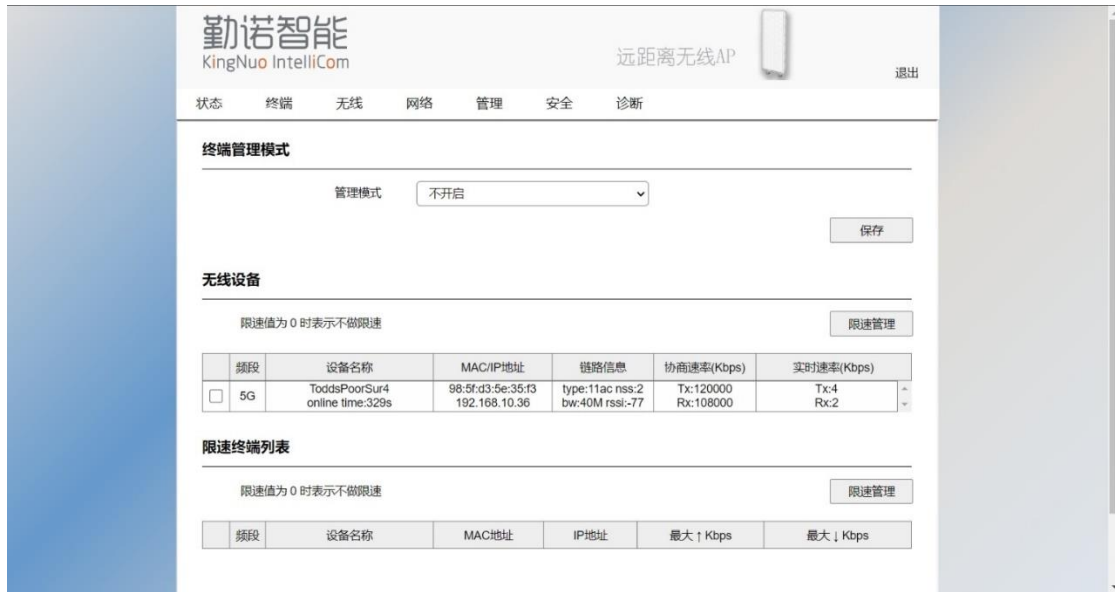 勤诺智能
KingNuo IntelliCom
远距离无线AP
退出
状态 终端 无线 网络 管理 安全 诊断
终端管理模式
管理模式 不开启
保存
无线设备
限速值为 0 时表示不做限速 限速管理
频段 设备名称 MAC/IP地址 链路信息 协商速率(Kbps) 实时速率(Kbps)
5G ToddsPoorSur4 98:5f:d3:5e:35:f3 type:11ac nss:2 Tx:120000 Tx:4
online time:329s 192.168.10.36 bw:40M rssi:-77 Rx:108000 Rx:2
限速终端列表
限速值为 0 时表示不做限速 限速管理
频段 设备名称 MAC地址 IP地址 最大↑Kbps 最大↓Kbps